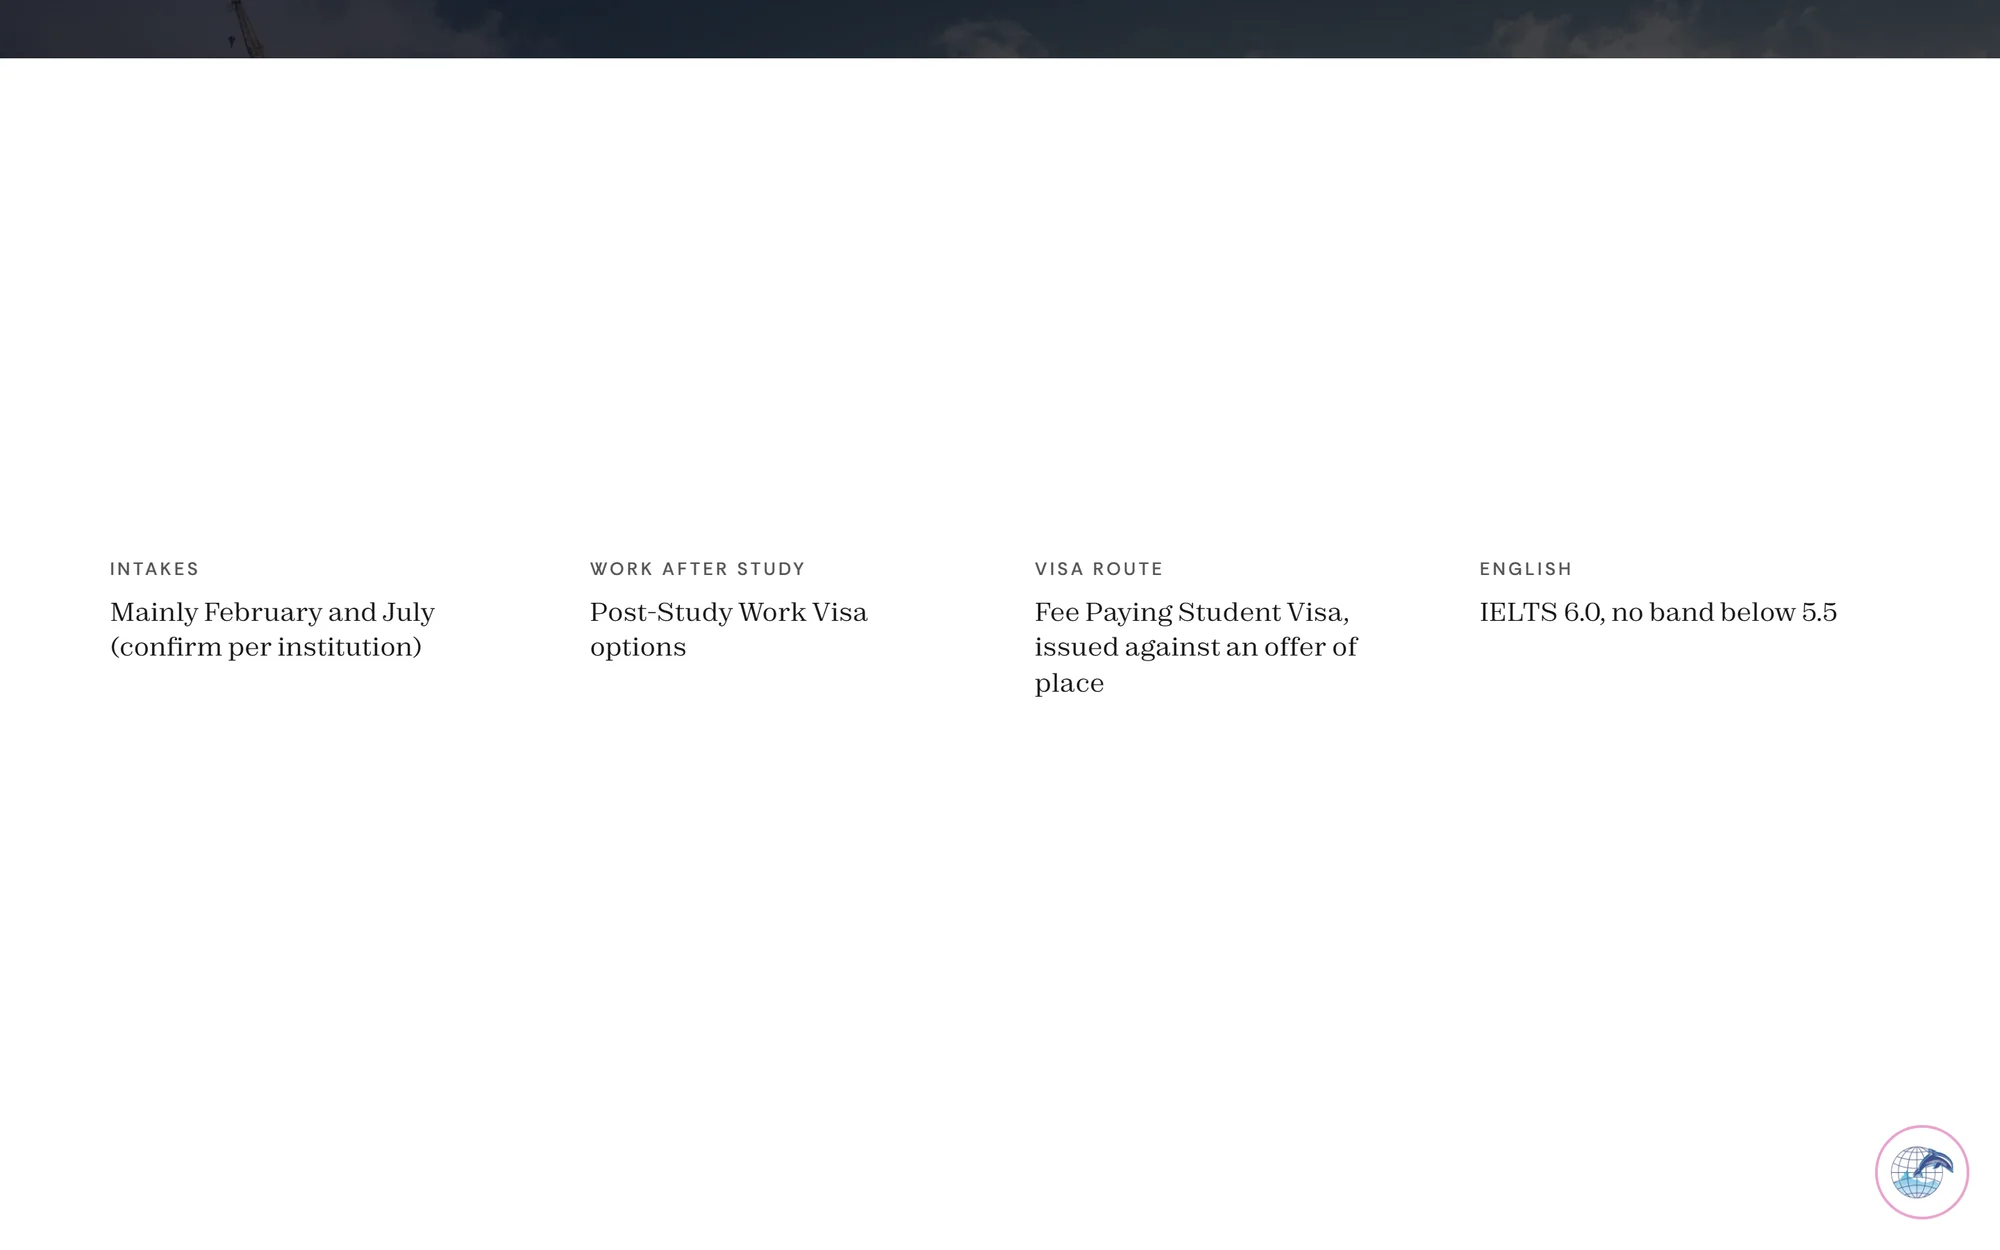 INTAKES
Mainly February and July
(confirm per institution)
WORK AFTER STUDY
Post-Study Work Visa
options
VISA ROUTE
Fee Paying Student Visa,
issued against an offer of
place
ENGLISH
IELTS 6.0, no band below 5.5